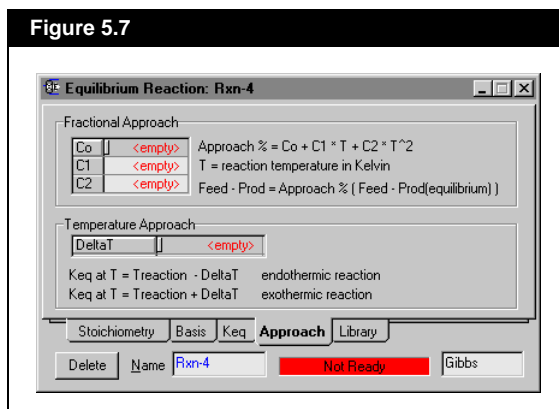 Figure 5.7
Equilibrium Reaction: Rxn-4
Fractional Approach
Co <empty> Approach % = Co + C1 * T + C2 * T^2
C1 <empty> T = reaction temperature in Kelvin
C2 <empty> Feed - Prod = Approach % ( Feed - Prod(equilibrium) )
Temperature Approach
DeltaT <empty>
Keq at T = Treaction - DeltaT endothermic reaction
Keq at T = Treaction + DeltaT exothermic reaction
Stoichiometry Basis Keq Approach Library
Delete Name Rxn-4 Not Ready Gibbs